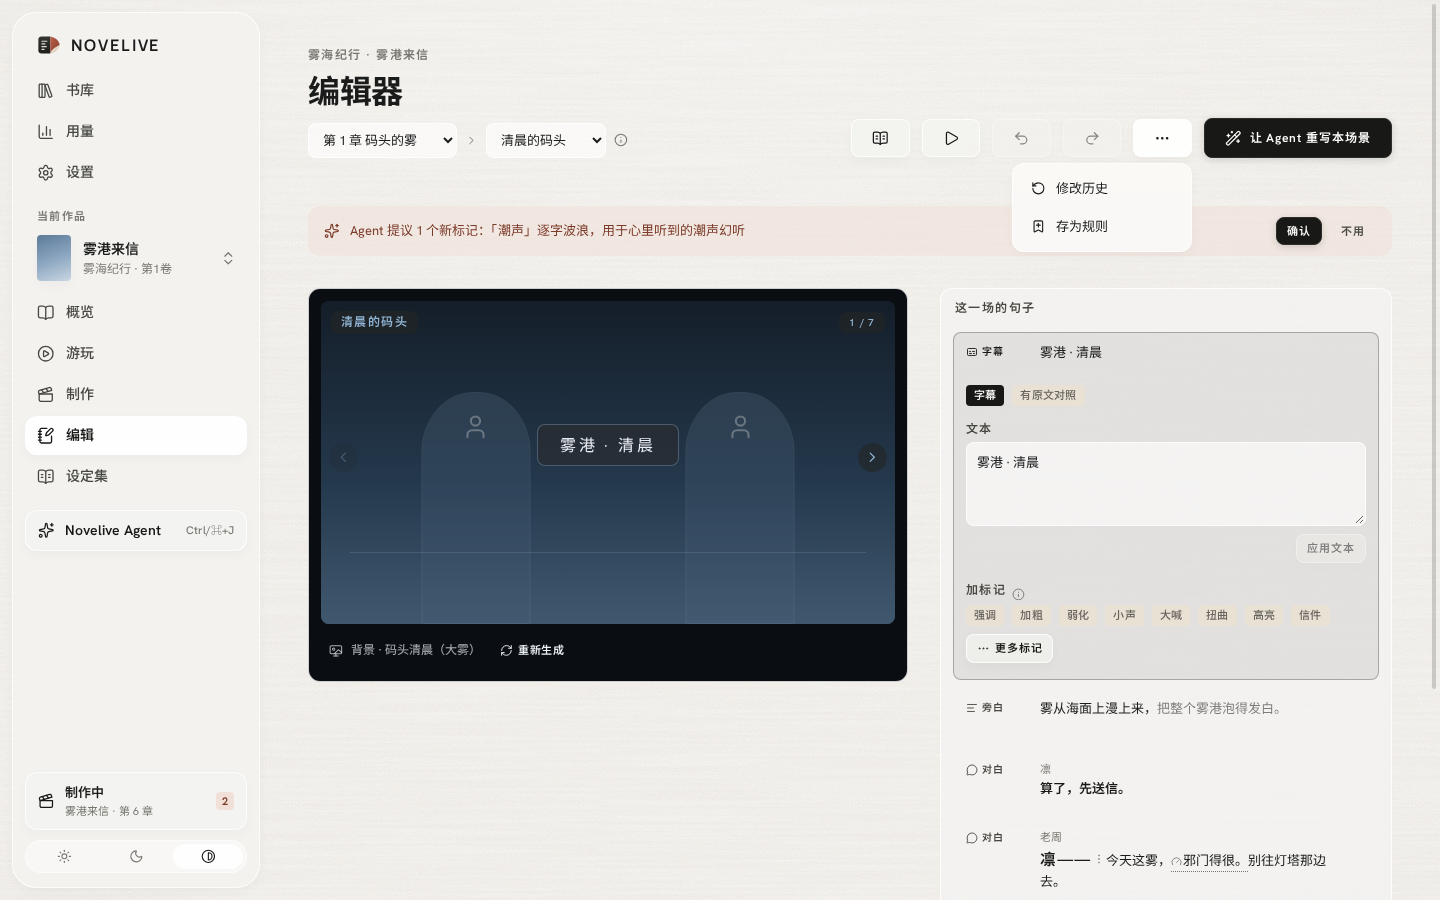 NOVELIVE
书库
用量
设置
当前作品
雾港来信
雾海纪行 · 第1卷
概览
游玩
制作
编辑
设定集
Novelive Agent Ctrl/⌘+J
制作中
雾港来信 · 第 6 章
2
雾海纪行 · 雾港来信
编辑器
第 1 章 码头的雾
清晨的码头
让 Agent 重写本场景
修改历史
存为规则
Agent 提议 1 个新标记：「潮声」逐字波浪，用于心里听到的潮声幻听
确认
不用
清晨的码头
1 / 7
雾港 · 清晨
背景 · 码头清晨（大雾）
重新生成
这一场的句子
字幕
雾港 · 清晨
字幕
有原文对照
文本
雾港 · 清晨
应用文本
加标记
强调
加粗
弱化
小声
大喊
扭曲
高亮
信件
更多标记
旁白
雾从海面上漫上来，把整个雾港泡得发白。
对白
凛
算了，先送信。
对白
老周
凛——⋮今天这雾，邪门得很。别往灯塔那边
去。